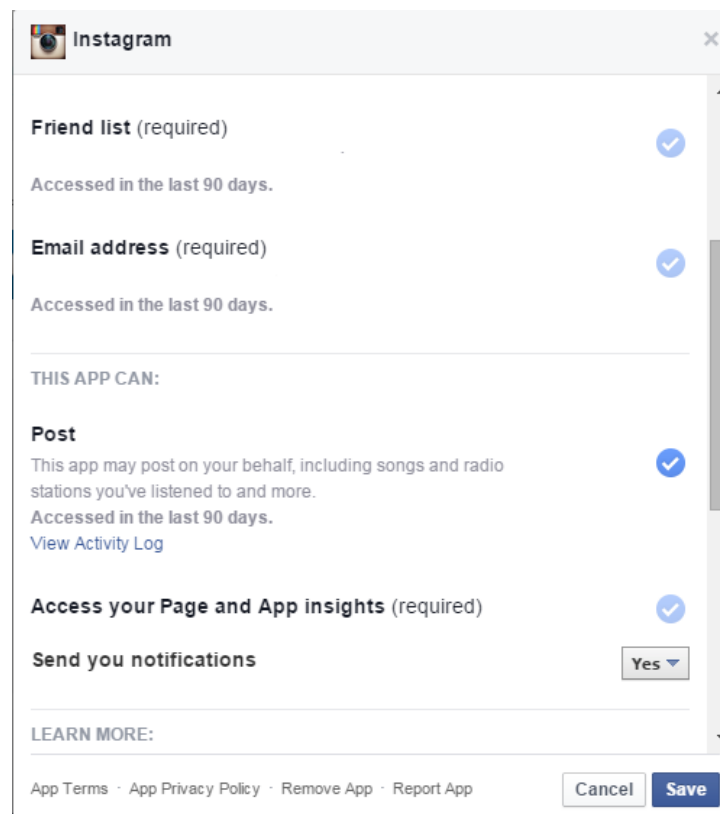 Instagram
Friend list (required)
Accessed in the last 90 days.
Email address (required)
Accessed in the last 90 days.
THIS APP CAN:
Post
This app may post on your behalf, including songs and radio
stations you've listened to and more.
Accessed in the last 90 days.
View Activity Log
Access your Page and App insights (required)
Send you notifications Yes
LEARN MORE:
App Terms · App Privacy Policy · Remove App · Report App Cancel Save